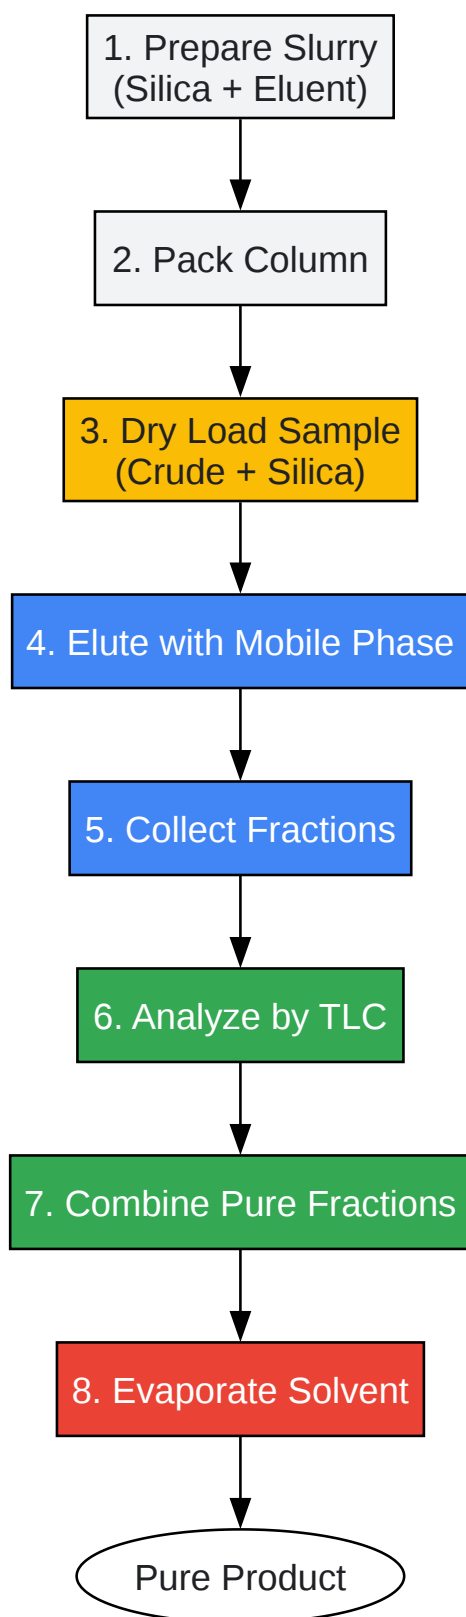 1. Prepare Slurry
(Silica + Eluent)
2. Pack Column
3. Dry Load Sample
(Crude + Silica)
4. Elute with Mobile Phase
5. Collect Fractions
6. Analyze by TLC
7. Combine Pure Fractions
8. Evaporate Solvent
Pure Product